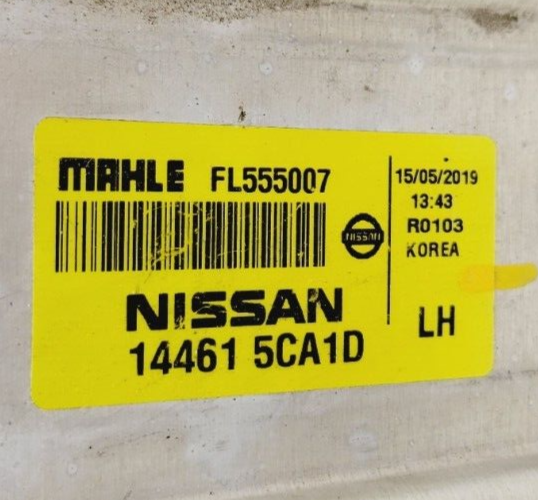 MAHLE FL555007
NISSAN
NISSAN
14461 5CA1D
15/05/2019
13:43
R0103
KOREA
LH